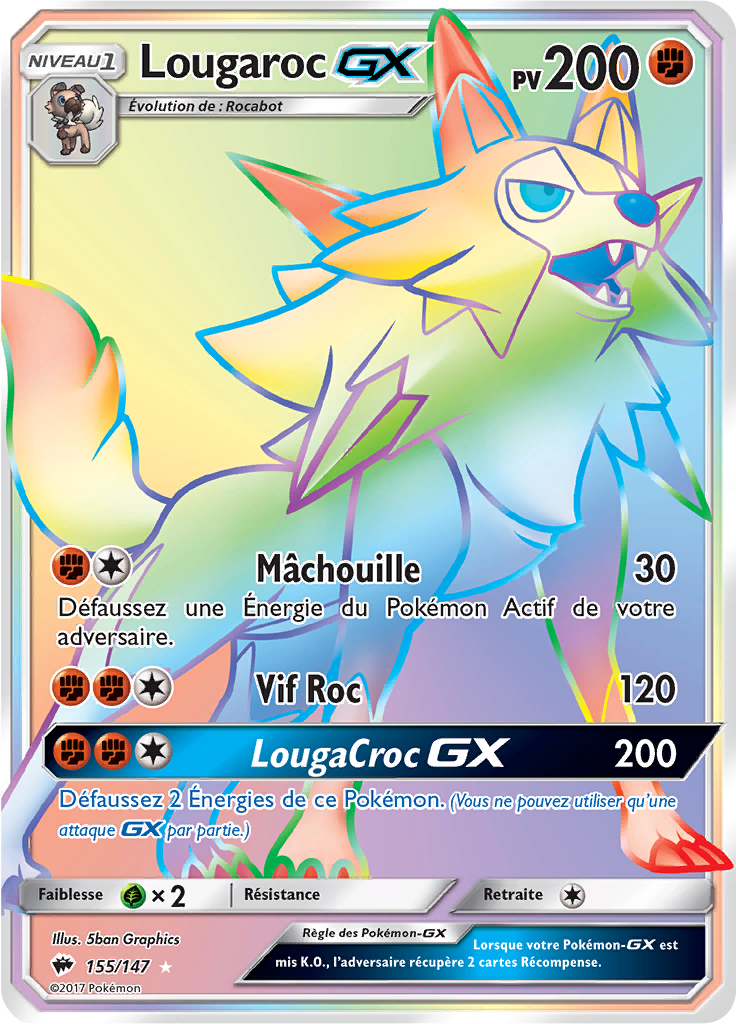 NIVEAU1
Lougaroc GX
PV 200
Évolution de : Rocabot
Mâchouille 30
Défaussez une Énergie du Pokémon Actif de votre
adversaire.
Vif Roc 120
LougaCroc GX 200
Défaussez 2 Énergies de ce Pokémon. (Vous ne pouvez utiliser qu'une
attaque GX par partie.)
Faiblesse × 2 Résistance Retraite
Illus. 5ban Graphics
155/147
©2017 Pokémon
Règle des Pokémon-GX
Lorsque votre Pokémon-GX est
mis K.O., l'adversaire récupère 2 cartes Récompense.